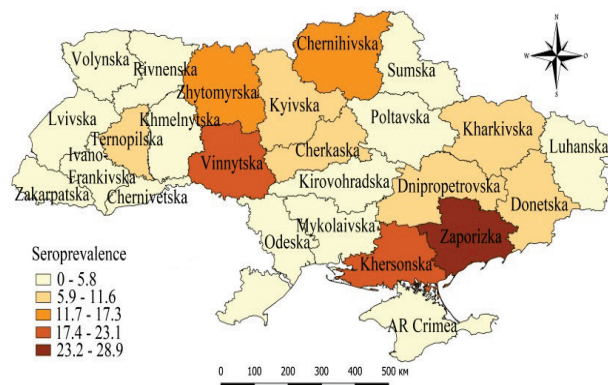 N
W
O
S
Chernihivska
Volynska
Rivnenska
Sumska
Zhytomyrska
Kyivska
Lvivska
Khmelnytska
Poltavska
Kharkivska
Ternopilska
Luhanska
Ivano-
Frankivska
Vinnytska
Cherkaska
Zakarpatska
Chernivetska
Kirovohradska
Dnipropetrovska
Donetska
Mykolaivska
Odeska
Zaporizka
Khersonska
AR Crimea
Seroprevalence
0 - 5.8
5.9 - 11.6
11.7 - 17.3
17.4 - 23.1
23.2 - 28.9
0 100 200 300 400 500 КМ